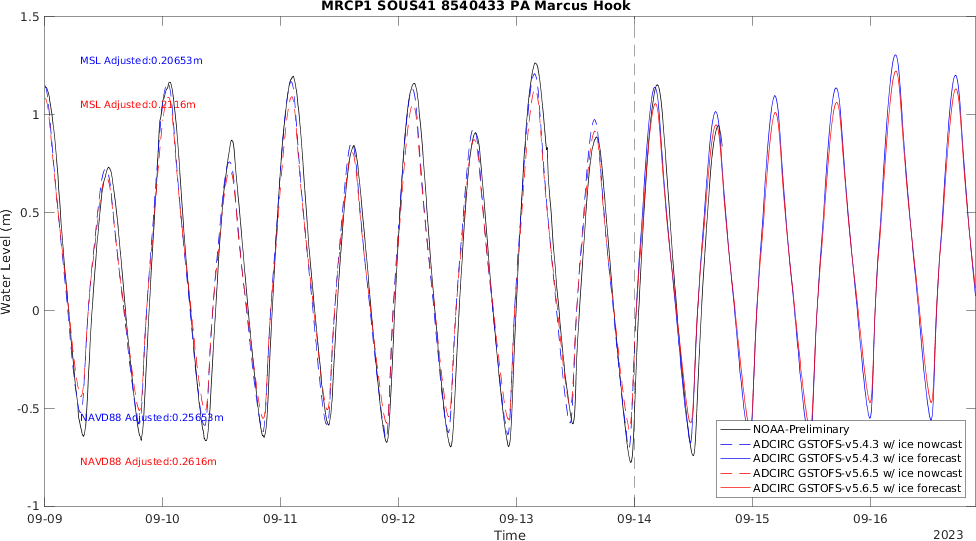 MRCP1 SOUS41 8540433 PA Marcus Hook
1.5
MSL Adjusted:0.20653m
MSL Adjusted:0.2116m
1
0.5
Water Level (m)
0
-0.5
NAVD88 Adjusted:0.25653m
NOAA-Preliminary
ADCIRC GSTOFS-v5.4.3 w/ ice nowcast
ADCIRC GSTOFS-v5.4.3 w/ ice forecast
NAVD88 Adjusted:0.2616m
ADCIRC GSTOFS-v5.6.5 w/ ice nowcast
ADCIRC GSTOFS-v5.6.5 w/ ice forecast
-1
09-09 09-10 09-11 09-12 09-13 09-14 09-15 09-16
Time
2023